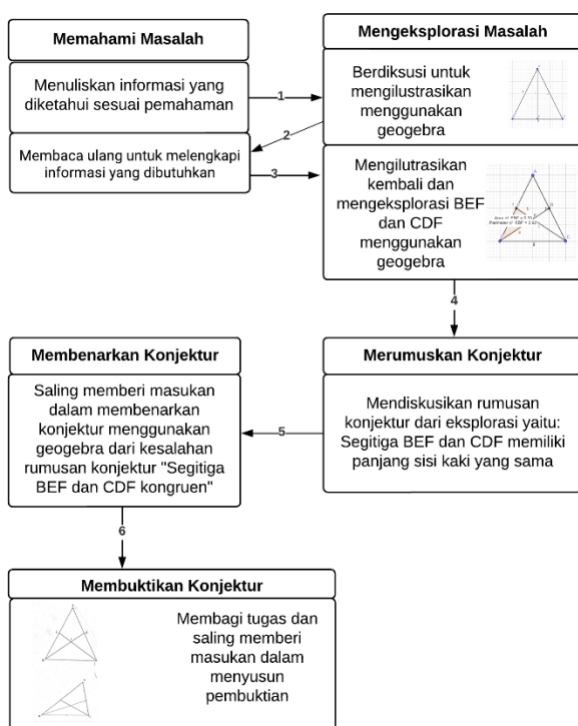 Memahami Masalah
Menuliskan informasi yang
diketahui sesuai pemahaman
Membaca ulang untuk melengkapi
informasi yang dibutuhkan
1
2
3
Mengeksplorasi Masalah
Berdiskusi untuk
mengilustrasikan
menggunakan
geogebra
Mengilutrasikan
kembali dan
mengeksplorasi BEF
dan CDF
menggunakan
geogebra
4
Merumuskan Konjektur
Mendiskusikan rumusan
konjektur dari eksplorasi yaitu:
Segitiga BEF dan CDF memiliki
panjang sisi kaki yang sama
5
Membenarkan Konjektur
Saling memberi masukan
dalam membenarkan
konjektur menggunakan
geogebra dari kesalahan
rumusan konjektur "Segitiga
BEF dan CDF kongruen"
6
Membuktikan Konjektur
Membagi tugas dan
saling memberi
masukan dalam
menyusun
pembuktian